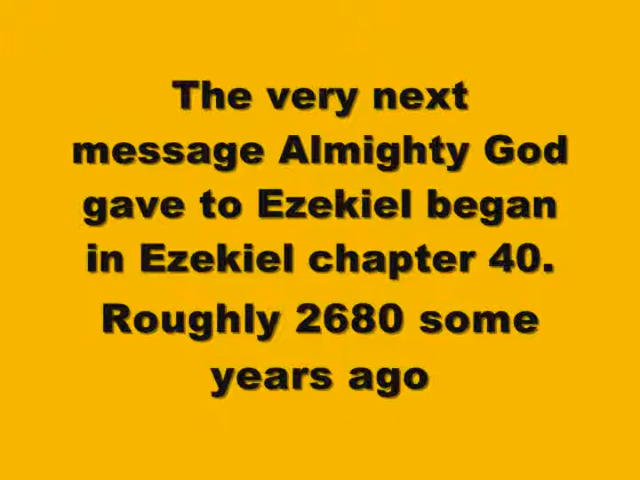 The very next
message Almighty God
gave to Ezekiel began
in Ezekiel chapter 40.
Roughly 2680 some
years ago